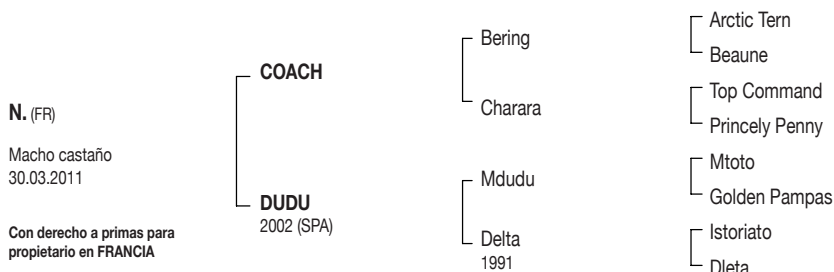 Arctic Tern
Bering
Beaune
COACH
Top Command
Charara
Princely Penny
N. (FR)
Macho castaño
30.03.2011
Mtoto
Mdudu
Golden Pampas
DUDU
2002 (SPA)
Con derecho a primas para
propietario en FRANCIA
Istoriato
Delta
1991
Dleta